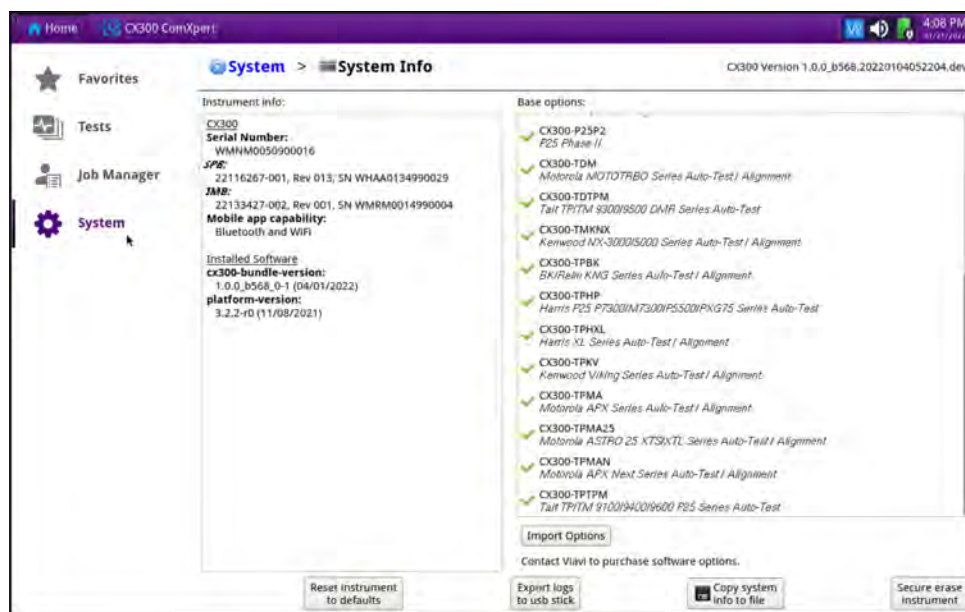 Home CX300 ComXpert
4:08 PM
Favorites
Tests
Job Manager
System
System > System Info
CX300 Version 1.0.0_b568.20220104052204.dev
Instrument info:
CX300
Serial Number:
WMNM0050900016
SPB:
22116267-001, Rev 013, SN WHAA0134990029
IMB:
22133427-002, Rev 001, SN WMRM0014990004
Mobile app capability:
Bluetooth and WiFi
Installed Software
cx300-bundle-version:
1.0.0_b568_0-1 (04/01/2022)
platform-version:
3.2.2-r0 (11/08/2021)
Base options:
CX300-P25P2
P25 Phase II
CX300-TDM
Motorola MOTOTRBO Series Auto-Test / Alignment
CX300-TDTPM
Tait TP/TM 9300/9500 DMR Series Auto-Test
CX300-TMKNX
Kenwood NX-3000/5000 Series Auto-Test / Alignment
CX300-TPBK
BK/Relm KNG Series Auto-Test / Alignment
CX300-TPHP
Harris P25 P7300/M7300/P5500/PXG75 Series Auto-Test
CX300-TPHXL
Harris XL Series Auto-Test / Alignment
CX300-TPKV
Kenwood Viking Series Auto-Test / Alignment
CX300-TPMA
Motorola APX Series Auto-Test / Alignment
CX300-TPMA25
Motorola ASTRO 25 XTS/XTL Series Auto-Test / Alignment
CX300-TPMAN
Motorola APX Next Series Auto-Test / Alignment
CX300-TPTPM
Tait TP/TM 9100/9400/9600 P25 Series Auto-Test
Import Options
Contact Viavi to purchase software options.
Reset instrument
to defaults
Export logs
to usb stick
Copy system
info to file
Secure erase
instrument